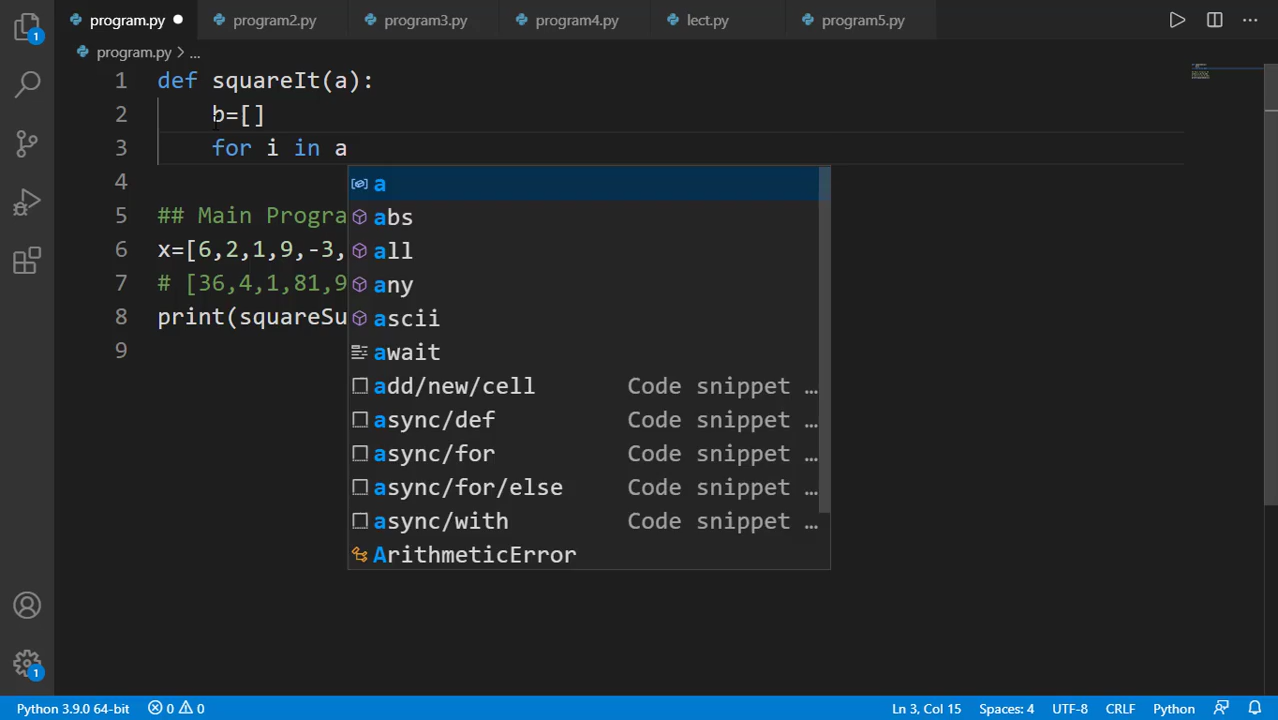 program.py program2.py program3.py program4.py lect.py program5.py
program.py > ...
1 def squareIt(a):
2 b=[]
3 for i in a
4
5 ## Main Progra
6 x=[6,2,1,9,-3,
7 # [36,4,1,81,9
8 print(squareSu
9
a
abs
all
any
ascii
await
add/new/cell Code snippet …
async/def Code snippet …
async/for Code snippet …
async/for/else Code snippet …
async/with Code snippet …
ArithmeticError
1
1
Python 3.9.0 64-bit 0 0 Ln 3, Col 15 Spaces: 4 UTF-8 CRLF Python